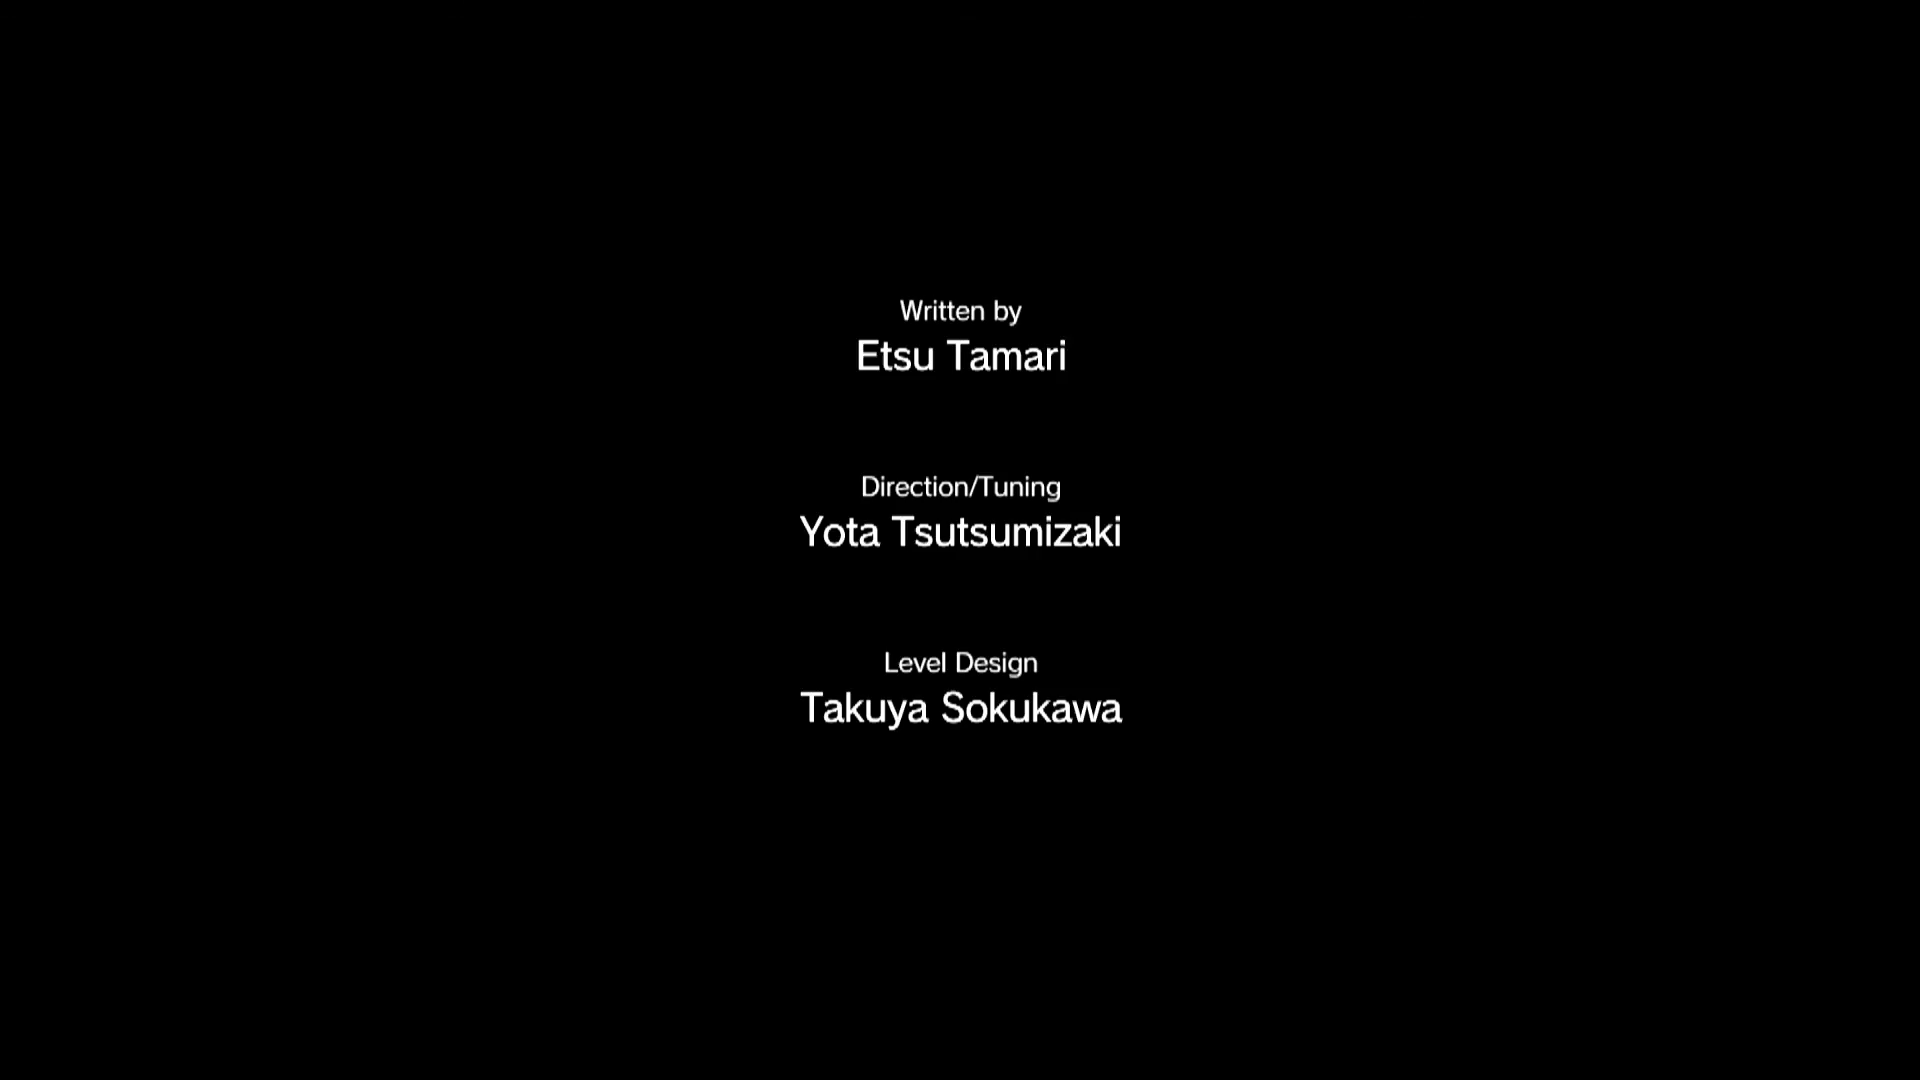 Written by
Etsu Tamari
Direction/Tuning
Yota Tsutsumizaki
Level Design
Takuya Sokukawa